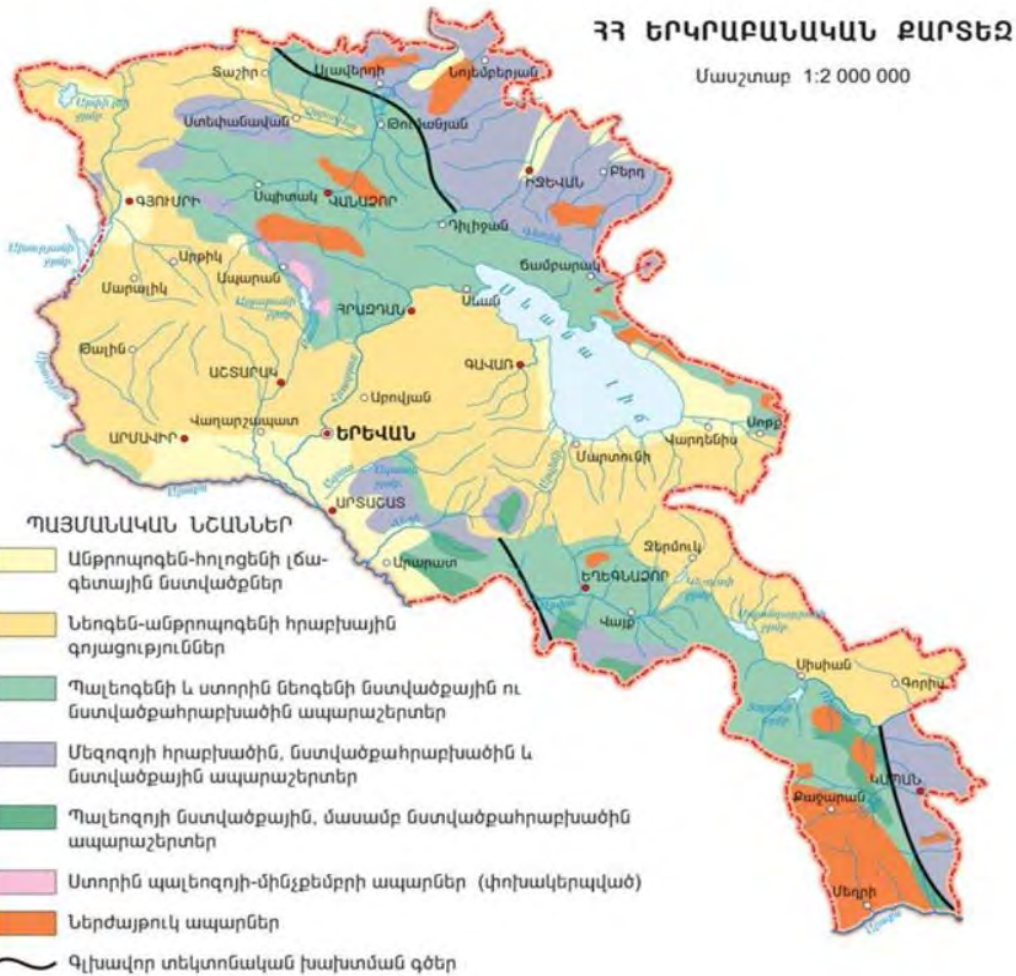 ՀՀ ԵՐԿՐԱԲԱՆԱԿԱՆ ՔԱՐՏԵԶ
Մասշտաբ 1:2 000 000
Տաշիր
Ալավերդի
Նոյեմբերյան
Ստեփանավան
Թումանյան
ԻՋԵՎԱՆ
Բերդ
ԳՅՈՒՄՐԻ
Սպիտակ
ՎԱՆԱՁՈՐ
Դիլիջան
Ախուրյանի
ջմբր.
Արթիկ
Ապարան
Ճամբարակ
Մարալիկ
Ապարանի
ջմբր.
ՀՐԱԶԴԱՆ
Սևան
Սևանա լիճ
Թալին
ԱՇՏԱՐԱԿ
ԳԱՎԱՌ
Աբովյան
Վաղարշապատ
ԱՐՄԱՎԻՐ
ԵՐԵՎԱՆ
Մարտունի
Վարդենիս
Սոթք
ԱՐՏԱՇԱՏ
Արարատ
Ջերմուկ
ԵՂԵԳՆԱՁՈՐ
Վայք
Սիսիան
Գորիս
ԿԱՊԱՆ
Քաջարան
Մեղրի
ՊԱՅՄԱՆԱԿԱՆ ՆՇԱՆՆԵՐ
Անթրոպոգեն-հոլոցենի լճա-
գետային նստվածքներ
Նեոգեն-անթրոպոգենի հրաբխային
գոյացություններ
Պալեոգենի և ստորին նեոգենի նստվածքային ու
նստվածքահրաբխածին ապարաշերտեր
Մեզոզոյի հրաբխածին, նստվածքահրաբխածին և
նստվածքային ապարաշերտեր
Պալեոզոյի նստվածքային, մասամբ նստվածքահրաբխածին
ապարաշերտեր
Ստորին պալեոզոյի-մինչքեմբրի ապարներ (փոխակերպված)
Ներժայթուկ ապարներ
Գլխավոր տեկտոնական խախտման գծեր